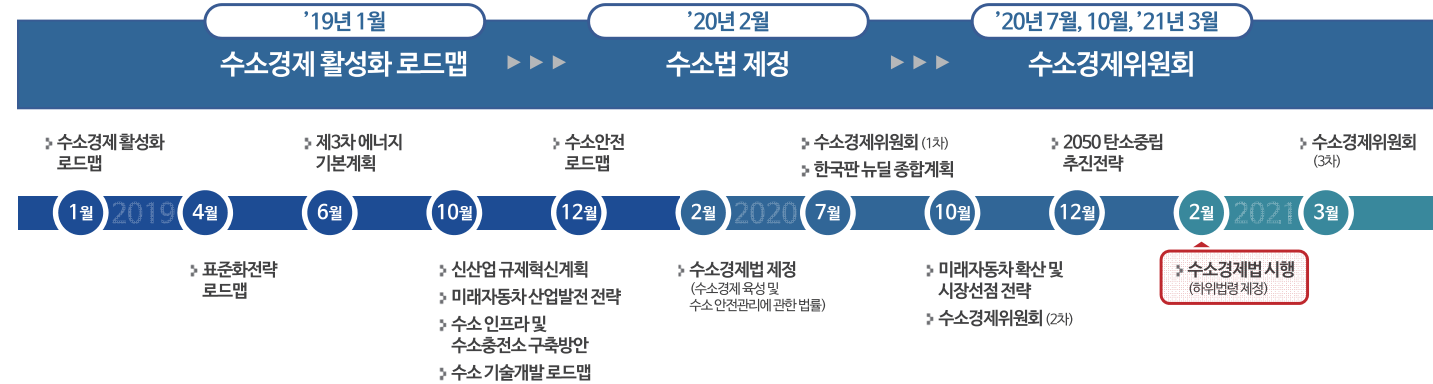 ’19년 1월
수소경제 활성화 로드맵
’20년 2월
수소법 제정
’20년 7월, 10월, ’21년 3월
수소경제위원회
수소경제 활성화
로드맵
제3차 에너지
기본계획
수소안전
로드맵
수소경제위원회 (1차)
한국판 뉴딜 종합계획
2050 탄소중립
추진전략
수소경제위원회
(3차)
1월 2019 4월 6월 10월 12월 2월 2020 7월 10월 12월 2월 2021 3월
표준화전략
로드맵
신산업 규제혁신계획
미래자동차 산업발전 전략
수소 인프라 및
수소충전소 구축방안
수소 기술개발 로드맵
수소경제법 제정
(수소경제 육성 및
수소 안전관리에 관한 법률)
미래자동차 확산 및
시장선점 전략
수소경제위원회 (2차)
수소경제법 시행
(하위법령 제정)